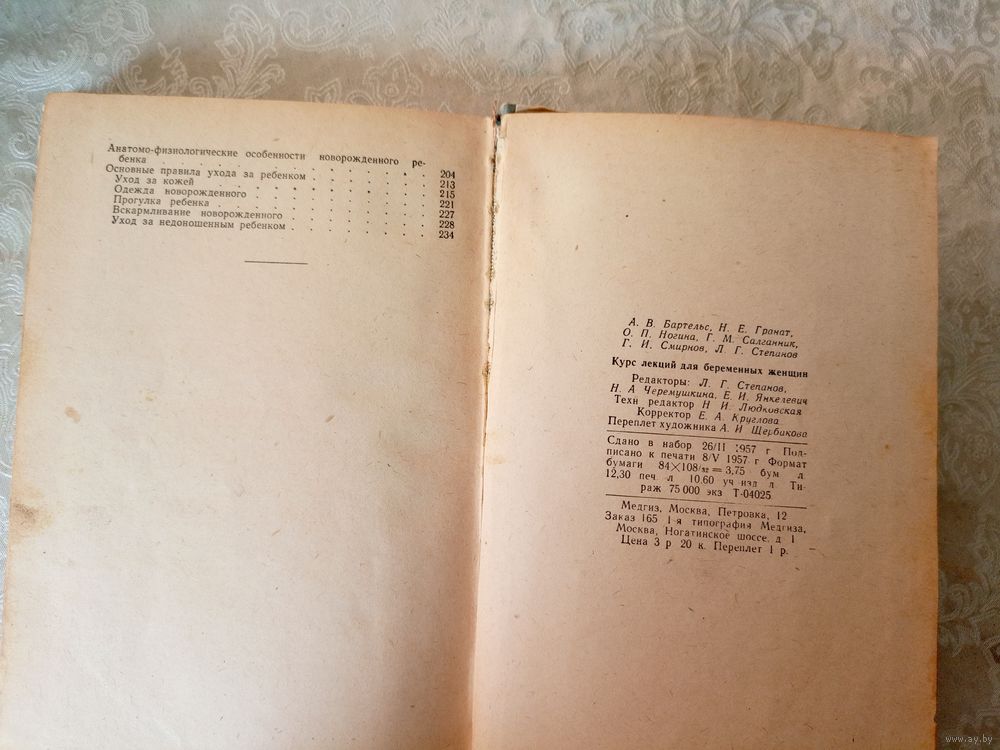 Анатомо-физиологические особенности новорожденного ре-
бенка . . . . . . . . . . . . . . . 204
Основные правила ухода за ребенком . . . . . . . 213
Уход за кожей . . . . . . . . . . . . 215
Одежда новорожденного . . . . . . . . . . 221
Прогулка ребенка . . . . . . . . . . . 227
Вскармливание новорожденного . . . . . . . . 228
Уход за недоношенным ребенком . . . . . . . . 234
А. В. Бартельс, Н. Е. Гранат,
О. П. Ногина, Г. М. Салганник,
Г. И. Смирнов, Л. Г. Степанов
Курс лекций для беременных женщин
Редакторы: Л. Г. Степанов,
Н. А Черемушкина, Е. И. Янкелевич
Техн редактор Н И. Людковская
Корректор Е. А. Круглова
Переплет художника А. И Щербикова
Сдано в набор 26/II 1957 г Под-
писано к печати 8/V 1957 г Формат
бумаги 84×108/32 = 3,75 бум л
12,30 печ л 10.60 уч изд л Ти-
раж 75 000 экз Т-04025
Медгиз, Москва, Петровка, 12
Заказ 165 1-я типография Медгиза,
Москва, Ногатинское шоссе, д 1
Цена 3 р 20 к. Переплет 1 р.
www.ay.by